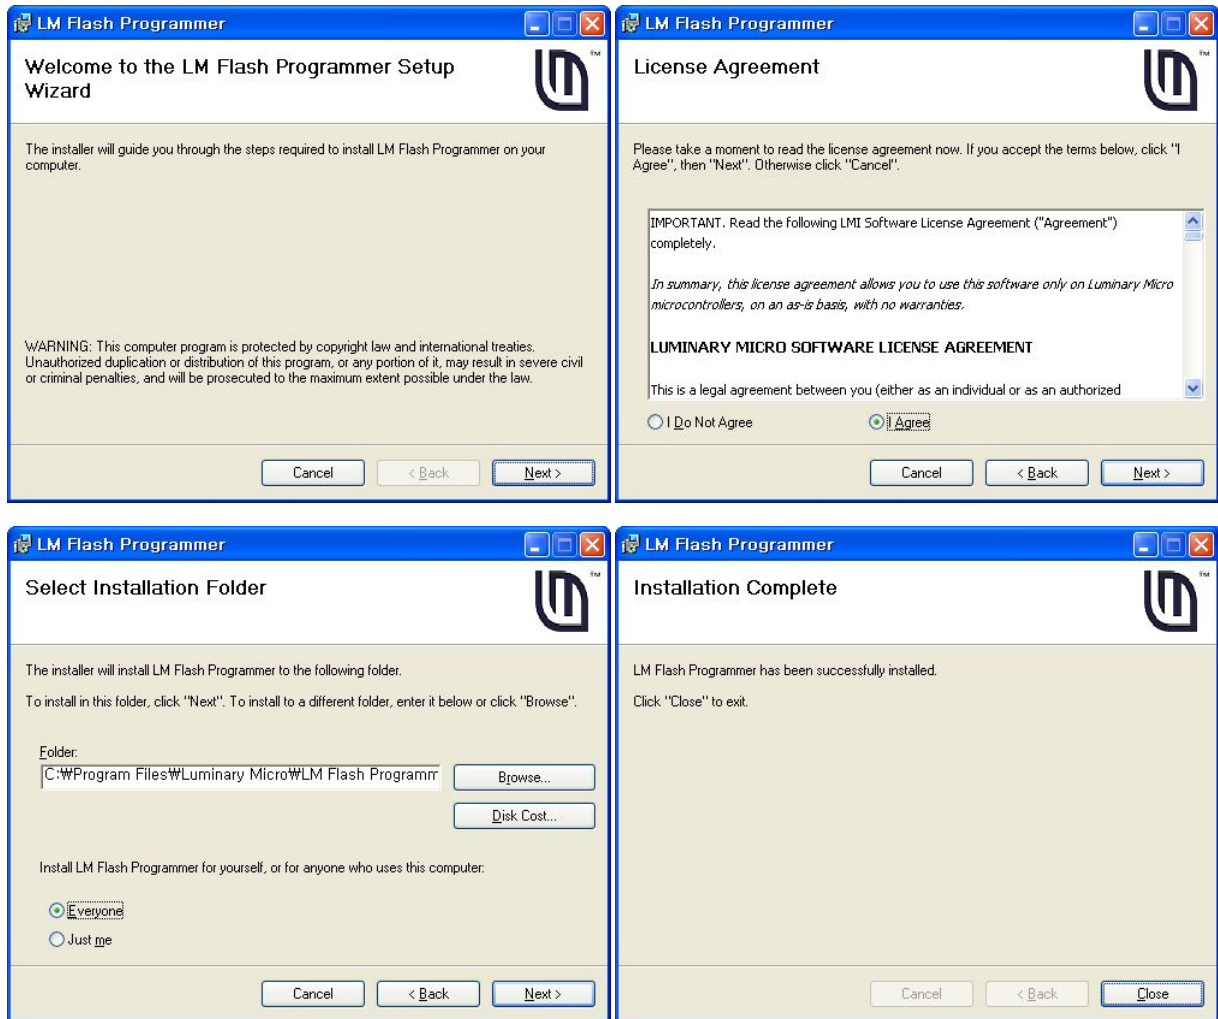 LM Flash Programmer
Welcome to the LM Flash Programmer Setup
Wizard
TM
The installer will guide you through the steps required to install LM Flash Programmer on your
computer.
WARNING: This computer program is protected by copyright law and international treaties.
Unauthorized duplication or distribution of this program, or any portion of it, may result in severe civil
or criminal penalties, and will be prosecuted to the maximum extent possible under the law.
Cancel < Back Next >
LM Flash Programmer
License Agreement
TM
Please take a moment to read the license agreement now. If you accept the terms below, click "I
Agree", then "Next". Otherwise click "Cancel".
IMPORTANT. Read the following LMI Software License Agreement ("Agreement")
completely.
In summary, this license agreement allows you to use this software only on Luminary Micro
microcontrollers, on an as-is basis, with no warranties.
LUMINARY MICRO SOFTWARE LICENSE AGREEMENT
This is a legal agreement between you (either as an individual or as an authorized
I Do Not Agree I Agree
Cancel < Back Next >
LM Flash Programmer
Select Installation Folder
TM
The installer will install LM Flash Programmer to the following folder.
To install in this folder, click "Next". To install to a different folder, enter it below or click "Browse".
Folder:
C:₩Program Files₩Luminary Micro₩LM Flash Programm
Browse...
Disk Cost...
Install LM Flash Programmer for yourself, or for anyone who uses this computer:
Everyone
Just me
Cancel < Back Next >
LM Flash Programmer
Installation Complete
TM
LM Flash Programmer has been successfully installed.
Click "Close" to exit.
Cancel < Back Close